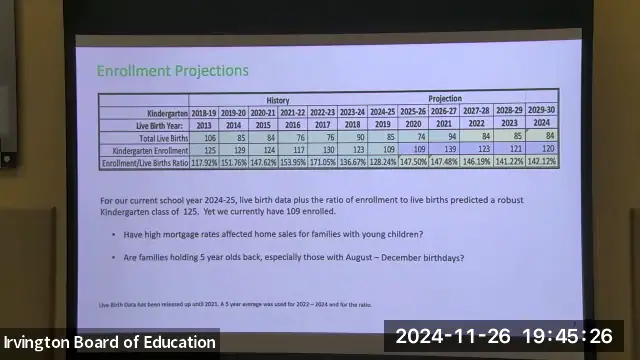 Enrollment Projections
History Projection
Kindergarten 2018-19 2019-20 2020-21 2021-22 2022-23 2023-24 2024-25 2025-26 2026-27 2027-28 2028-29 2029-30
Live Birth Year: 2013 2014 2015 2016 2017 2018 2019 2020 2021 2022 2023 2024
Total Live Births 106 85 84 76 76 90 85 74 94 84 85 84
Kindergarten Enrollment 125 129 124 117 130 123 109 109 139 123 121 120
Enrollment/Live Births Ratio 117.92% 151.76% 147.62% 153.95% 171.05% 136.67% 128.24% 147.50% 147.48% 146.19% 141.22% 142.12%
For our current school year 2024-25, live birth data plus the ratio of enrollment to live births predicted a robust
Kindergarten class of 125. Yet we currently have 109 enrolled.
• Have high mortgage rates affected home sales for families with young children?
• Are families holding 5 year olds back, especially those with August – December birthdays?
Live Birth Data has been released up until 2021. A 5 year average was used for 2022 – 2024 and for the ratio.
Irvington Board of Education
2024-11-26 19:45:26